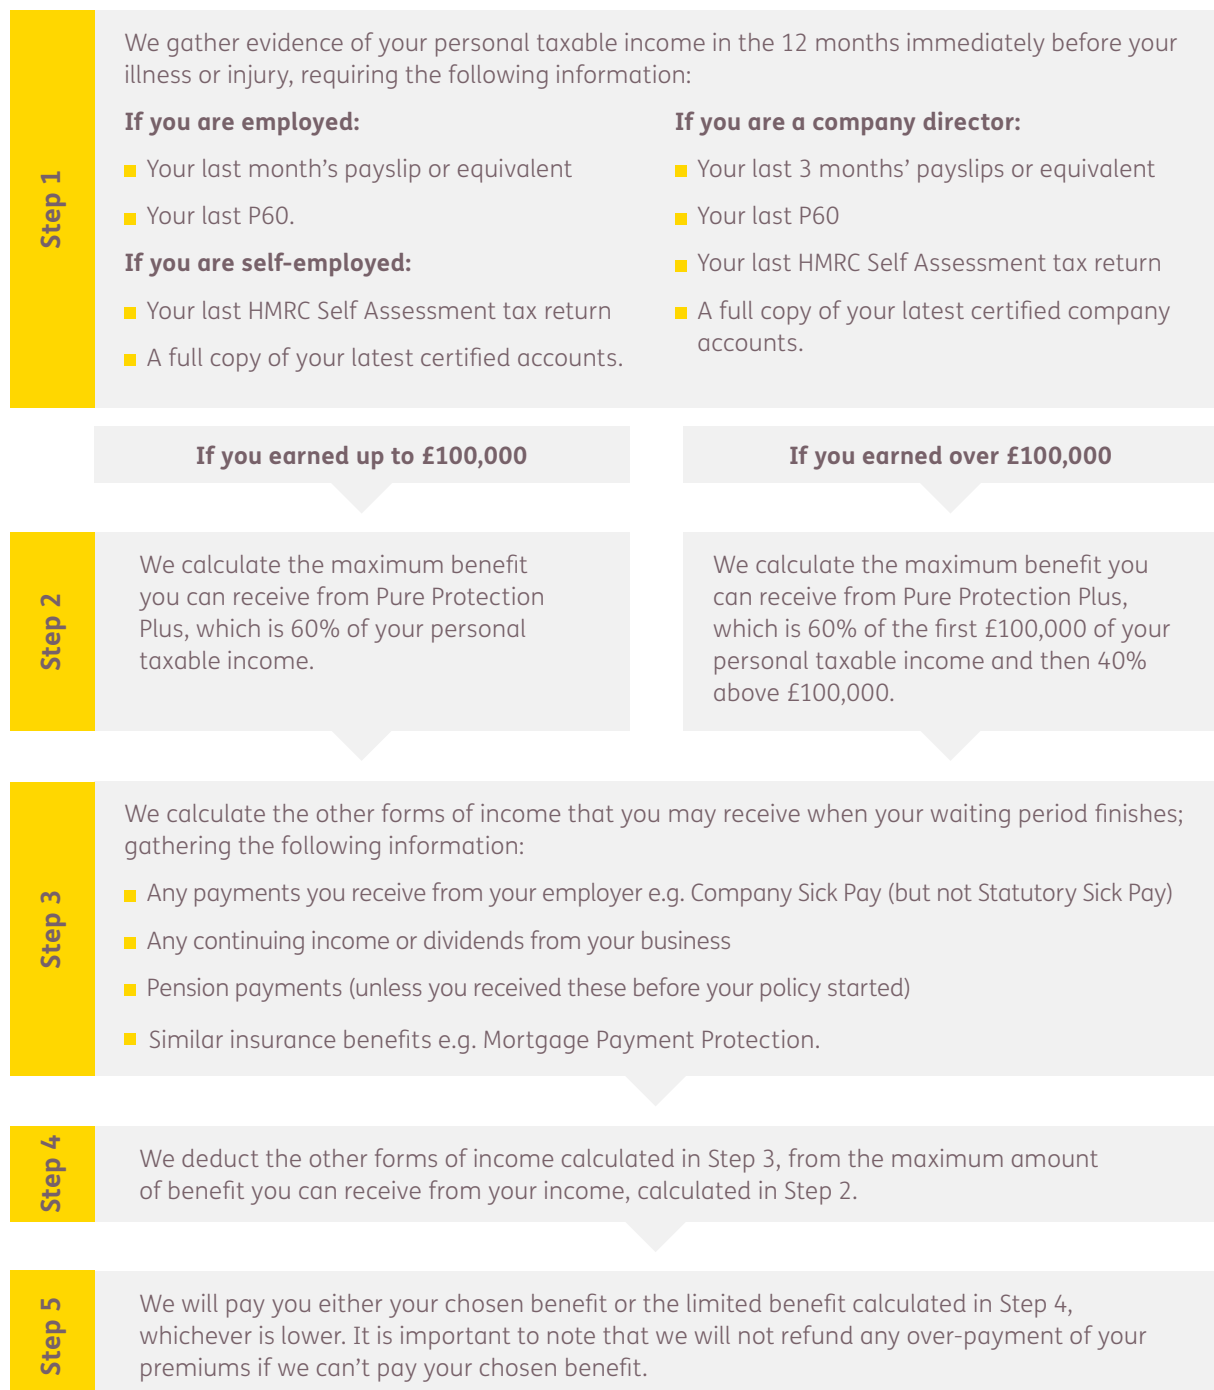 Step 1
We gather evidence of your personal taxable income in the 12 months immediately before your
illness or injury, requiring the following information:
If you are employed:
Your last month's payslip or equivalent
Your last P60.
If you are self-employed:
Your last HMRC Self Assessment tax return
A full copy of your latest certified accounts.
If you are a company director:
Your last 3 months' payslips or equivalent
Your last P60
Your last HMRC Self Assessment tax return
A full copy of your latest certified company
accounts.
If you earned up to £100,000
If you earned over £100,000
Step 2
We calculate the maximum benefit
you can receive from Pure Protection
Plus, which is 60% of your personal
taxable income.
We calculate the maximum benefit you
can receive from Pure Protection Plus,
which is 60% of the first £100,000 of your
personal taxable income and then 40%
above £100,000.
Step 3
We calculate the other forms of income that you may receive when your waiting period finishes;
gathering the following information:
Any payments you receive from your employer e.g. Company Sick Pay (but not Statutory Sick Pay)
Any continuing income or dividends from your business
Pension payments (unless you received these before your policy started)
Similar insurance benefits e.g. Mortgage Payment Protection.
Step 4
We deduct the other forms of income calculated in Step 3, from the maximum amount
of benefit you can receive from your income, calculated in Step 2.
Step 5
We will pay you either your chosen benefit or the limited benefit calculated in Step 4,
whichever is lower. It is important to note that we will not refund any over-payment of your
premiums if we can't pay your chosen benefit.